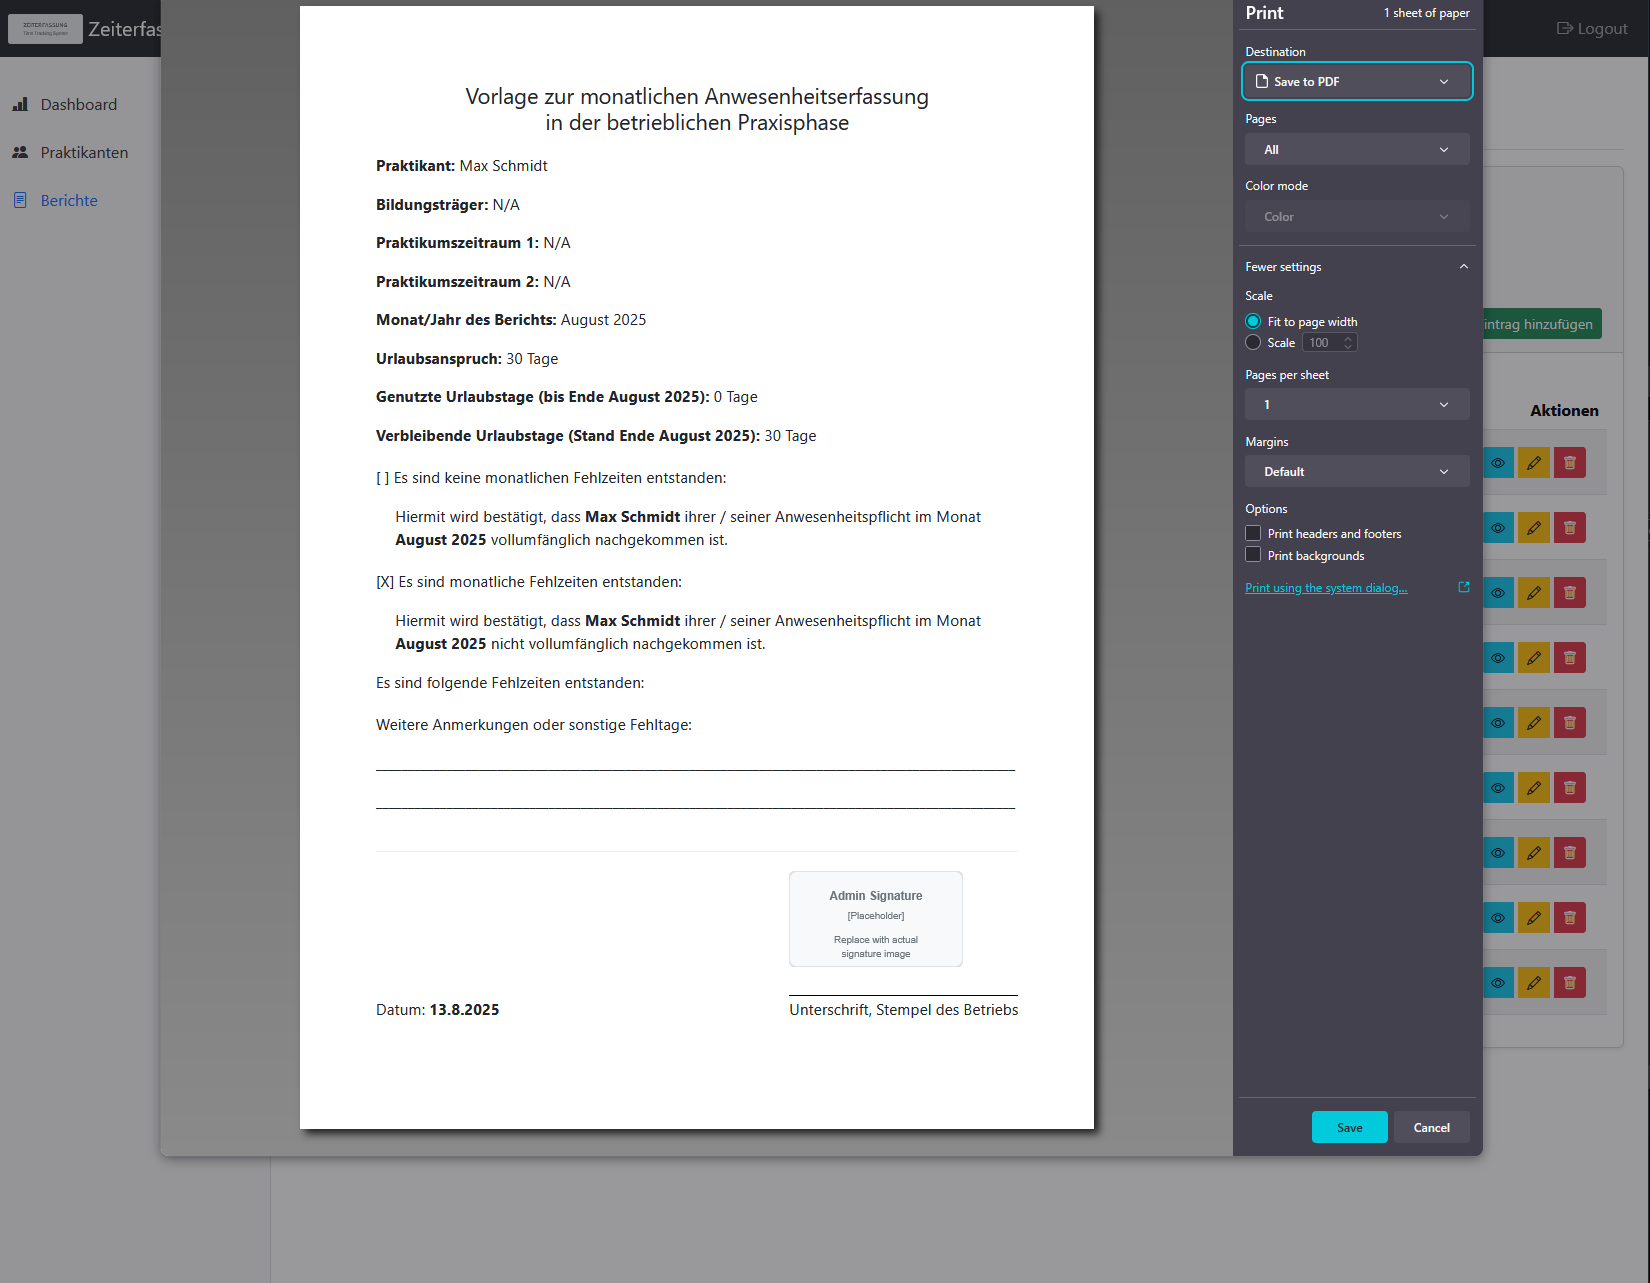 ZEITERFASSUNG
Time Tracking System
Zeiterfas
Logout
Dashboard
Praktikanten
Berichte
Vorlage zur monatlichen Anwesenheitserfassung
in der betrieblichen Praxisphase
Praktikant: Max Schmidt
Bildungsträger: N/A
Praktikumszeitraum 1: N/A
Praktikumszeitraum 2: N/A
Monat/Jahr des Berichts: August 2025
Urlaubsanspruch: 30 Tage
Genutzte Urlaubstage (bis Ende August 2025): 0 Tage
Verbleibende Urlaubstage (Stand Ende August 2025): 30 Tage
[ ] Es sind keine monatlichen Fehlzeiten entstanden:
Hiermit wird bestätigt, dass Max Schmidt ihrer / seiner Anwesenheitspflicht im Monat
August 2025 vollumfänglich nachgekommen ist.
[X] Es sind monatliche Fehlzeiten entstanden:
Hiermit wird bestätigt, dass Max Schmidt ihrer / seiner Anwesenheitspflicht im Monat
August 2025 nicht vollumfänglich nachgekommen ist.
Es sind folgende Fehlzeiten entstanden:
Weitere Anmerkungen oder sonstige Fehltage:
Admin Signature
[Placeholder]
Replace with actual
signature image
Datum: 13.8.2025
Unterschrift, Stempel des Betriebs
Print
1 sheet of paper
Destination
Save to PDF
Pages
All
Color mode
Color
Fewer settings
Scale
Fit to page width
Scale 100
Pages per sheet
1
Margins
Default
Options
Print headers and footers
Print backgrounds
Print using the system dialog...
Save
Cancel
intrag hinzufügen
Aktionen